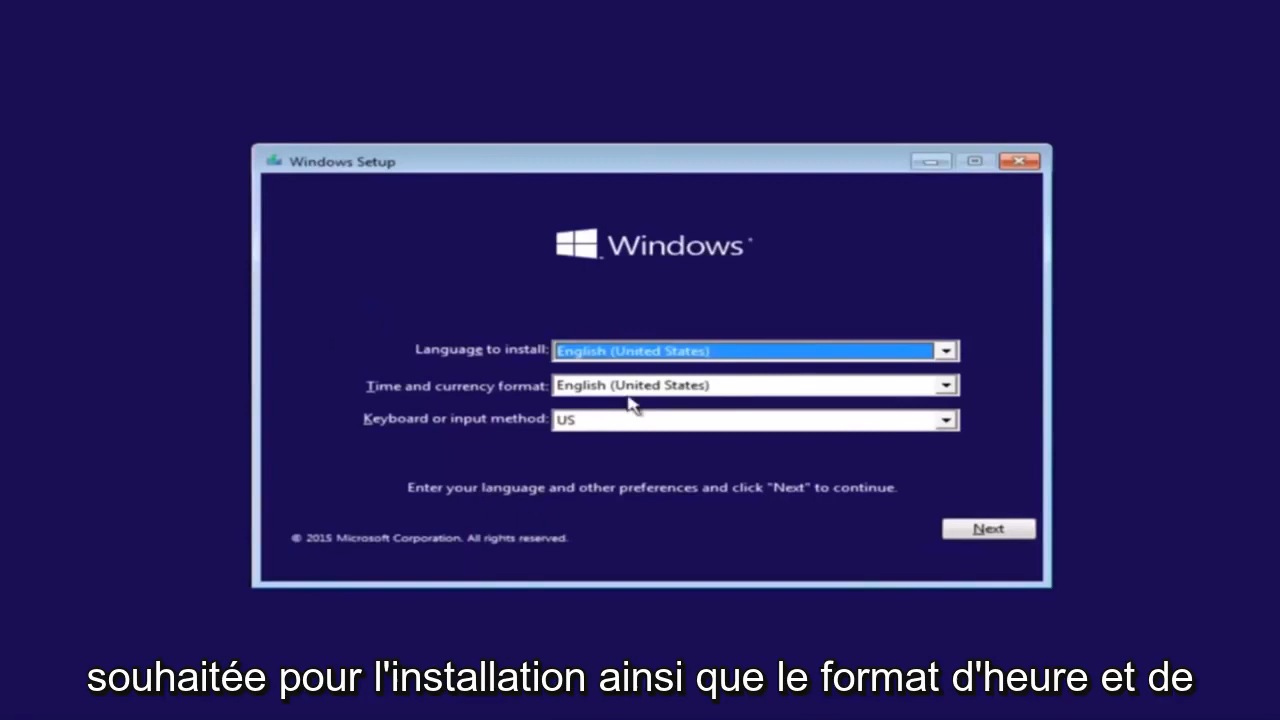 Windows Setup
Windows
Language to install: English (United States)
Time and currency format: English (United States)
Keyboard or input method: US
Enter your language and other preferences and click "Next" to continue.
Next
© 2015 Microsoft Corporation. All rights reserved.
souhaitée pour l'installation ainsi que le format d'heure et de